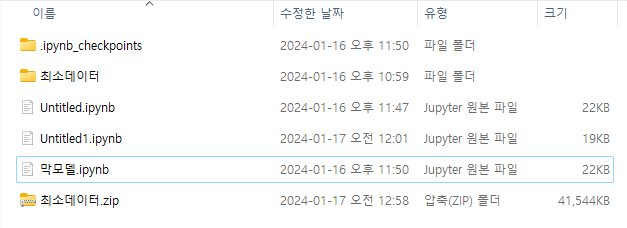 이름 수정한 날짜 유형 크기
.ipynb_checkpoints 2024-01-16 오후 11:50 파일 폴더
최소데이터 2024-01-16 오후 10:59 파일 폴더
Untitled.ipynb 2024-01-16 오후 11:47 Jupyter 원본 파일 22KB
Untitled1.ipynb 2024-01-17 오전 12:01 Jupyter 원본 파일 19KB
막모델.ipynb 2024-01-16 오후 11:50 Jupyter 원본 파일 22KB
최소데이터.zip 2024-01-17 오전 12:58 압축(ZIP) 폴더 41,544KB